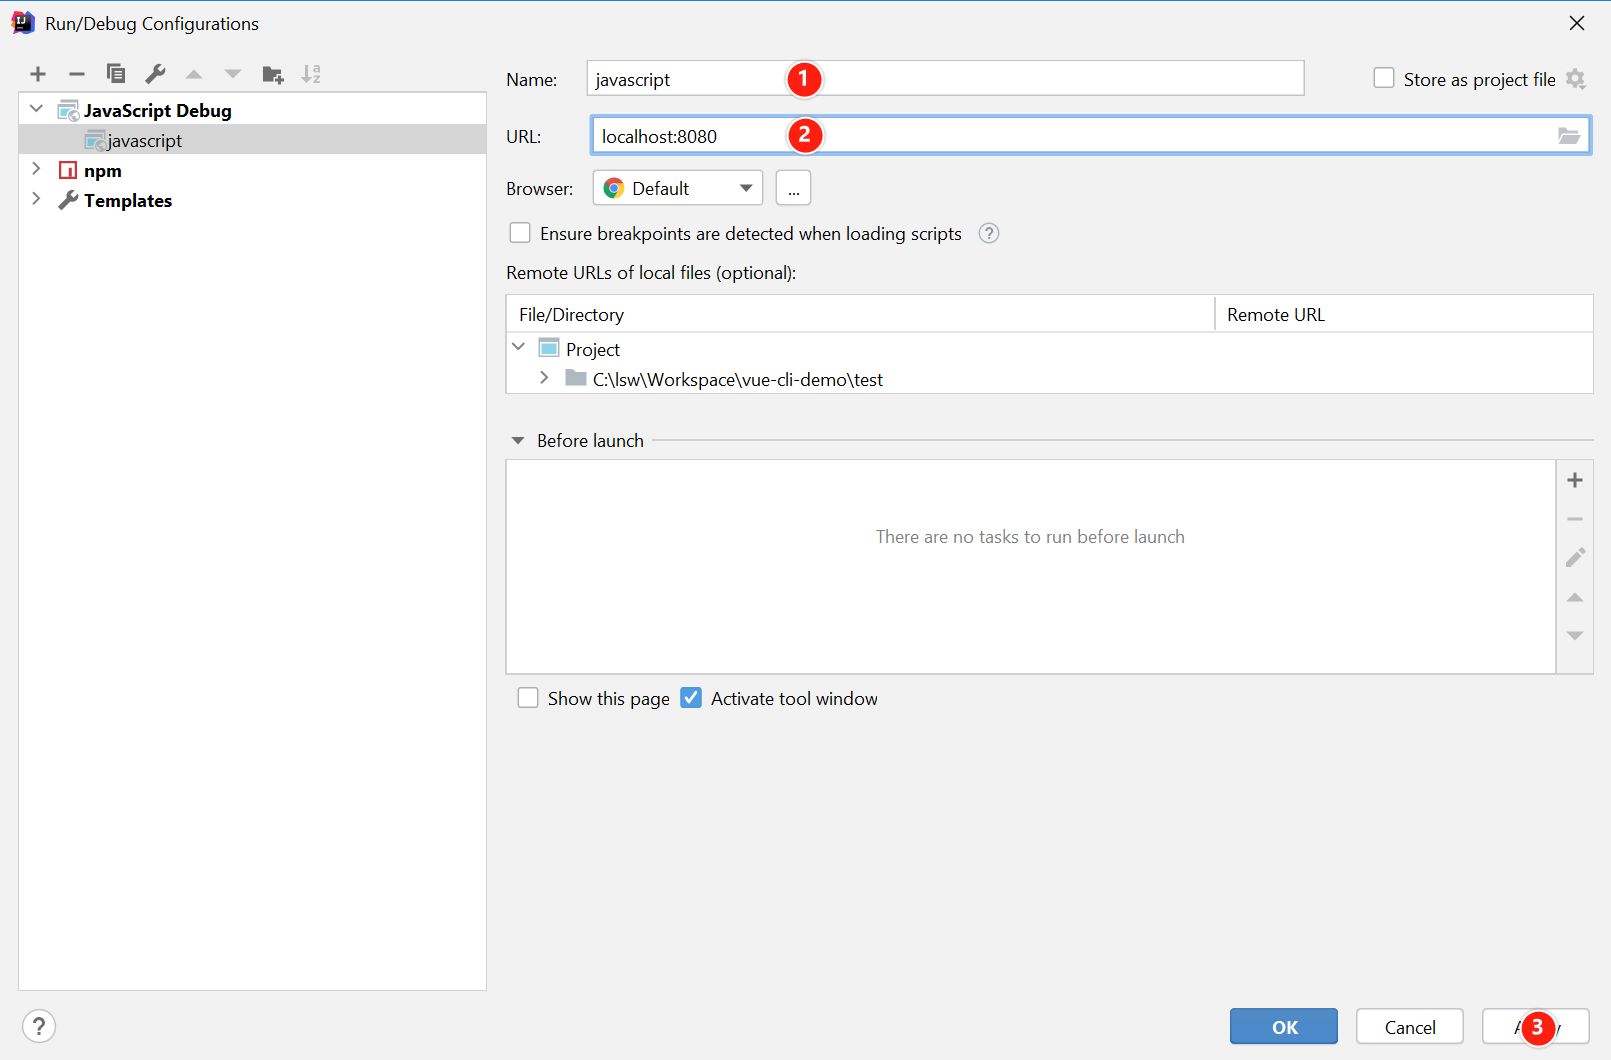 Run/Debug Configurations
Name: javascript 1 Store as project file
JavaScript Debug
javascript
npm
Templates
URL: localhost:8080 2
Browser: Default ...
Ensure breakpoints are detected when loading scripts ?
Remote URLs of local files (optional):
File/Directory Remote URL
Project
C:\lsw\Workspace\vue-cli-demo\test
Before launch
There are no tasks to run before launch
Show this page Activate tool window
? OK Cancel 3